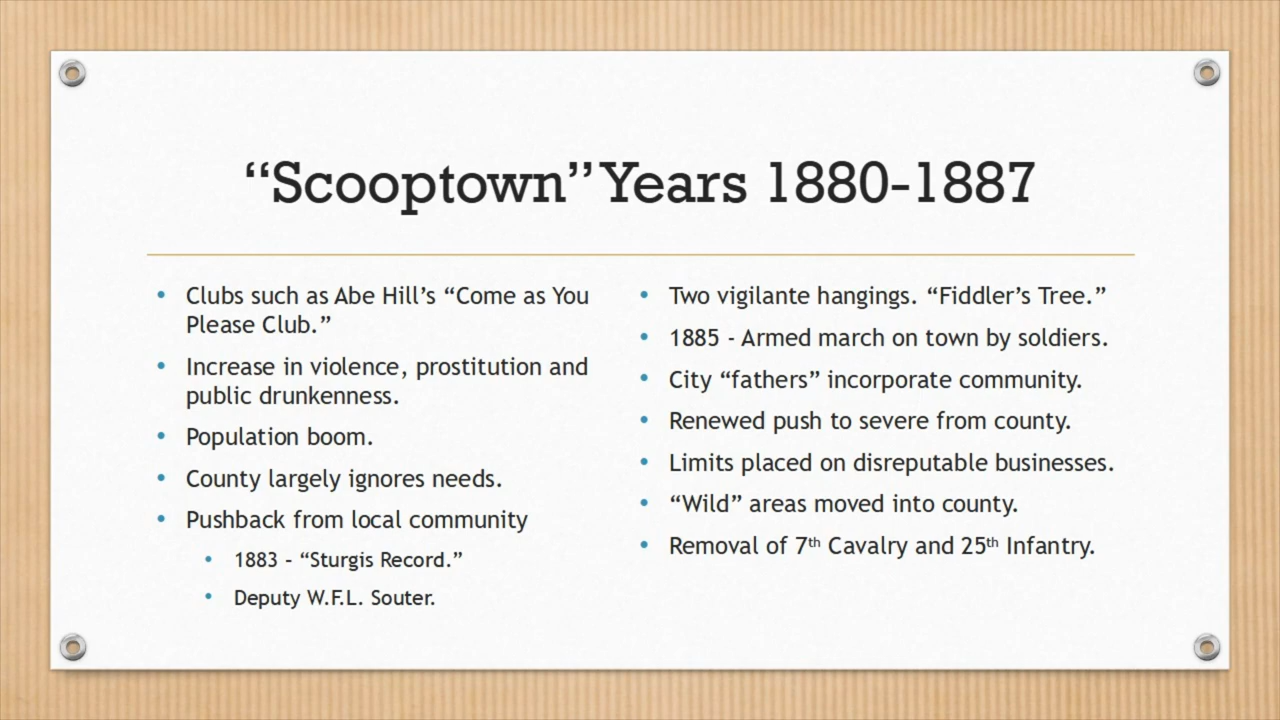 “Scooptown” Years 1880-1887
• Clubs such as Abe Hill’s “Come as You
Please Club.”
• Increase in violence, prostitution and
public drunkenness.
• Population boom.
• County largely ignores needs.
• Pushback from local community
• 1883 – “Sturgis Record.”
• Deputy W.F.L. Souter.
• Two vigilante hangings. “Fiddler’s Tree.”
• 1885 - Armed march on town by soldiers.
• City “fathers” incorporate community.
• Renewed push to severe from county.
• Limits placed on disreputable businesses.
• “Wild” areas moved into county.
• Removal of 7th Cavalry and 25th Infantry.